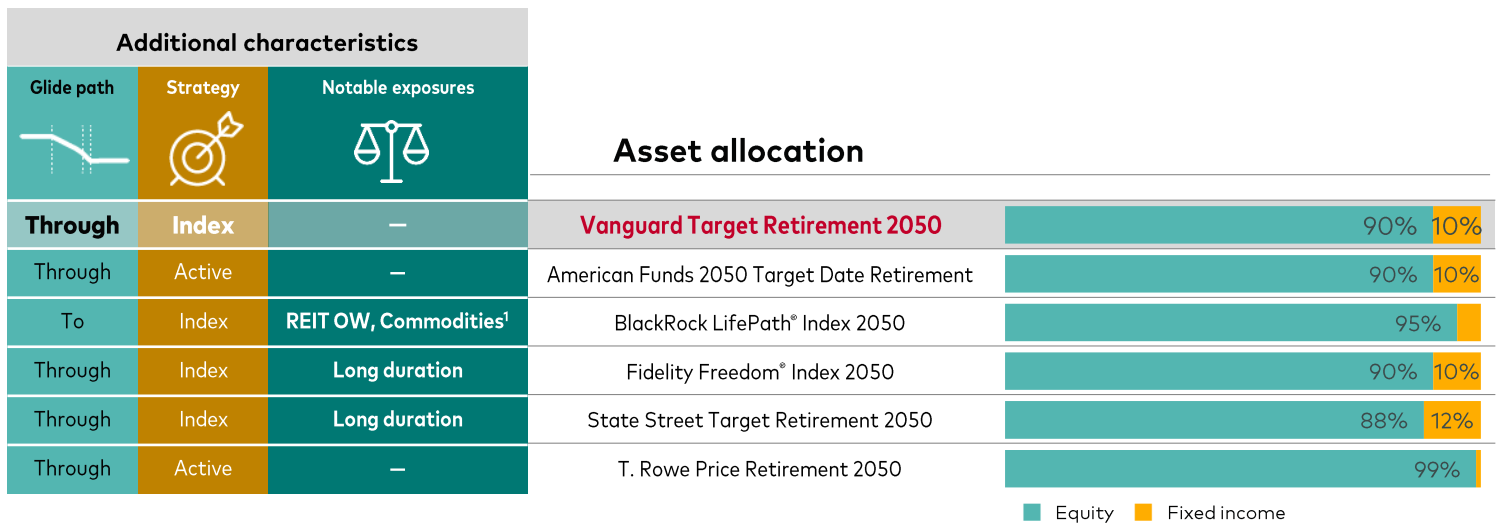 Additional characteristics
Glide path Strategy Notable exposures
Asset allocation
Through Index — Vanguard Target Retirement 2050 90% 10%
Through Active — American Funds 2050 Target Date Retirement 90% 10%
To Index REIT OW, Commodities¹ BlackRock LifePath® Index 2050 95%
Through Index Long duration Fidelity Freedom® Index 2050 90% 10%
Through Index Long duration State Street Target Retirement 2050 88% 12%
Through Active — T. Rowe Price Retirement 2050 99%
Equity Fixed income